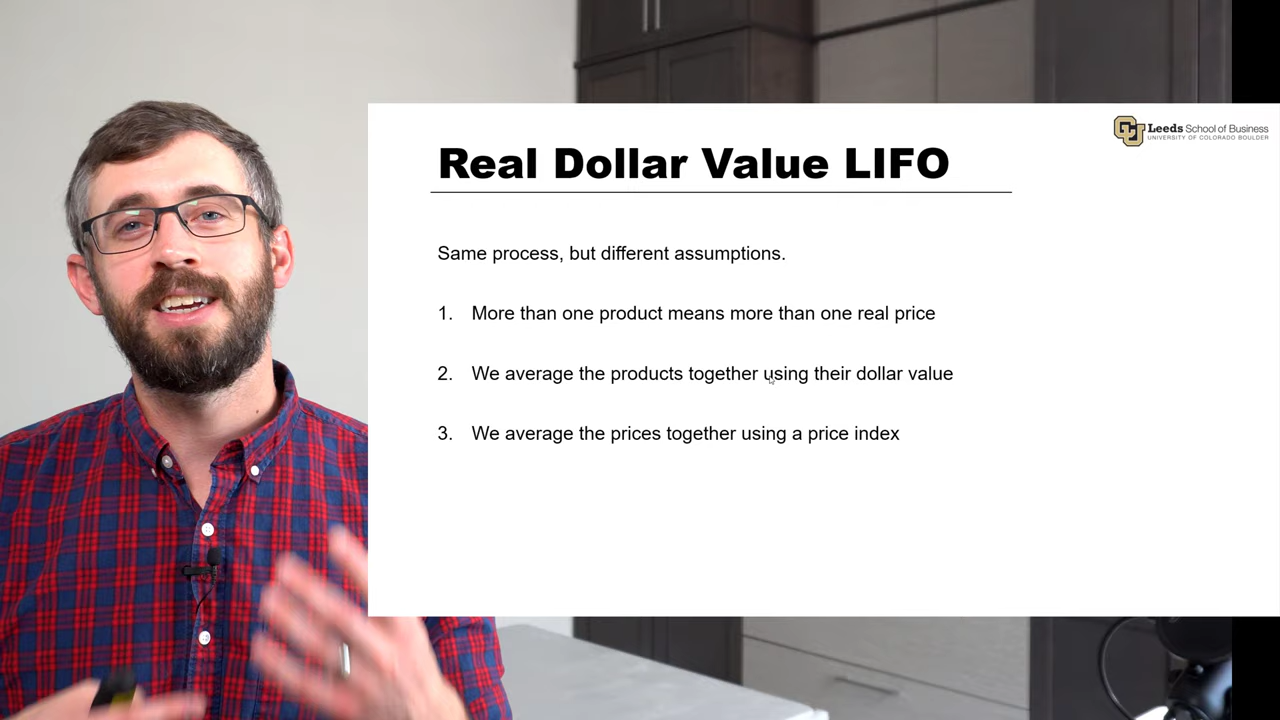 Leeds School of Business
UNIVERSITY OF COLORADO BOULDER
Real Dollar Value LIFO
Same process, but different assumptions.
1. More than one product means more than one real price
2. We average the products together using their dollar value
3. We average the prices together using a price index